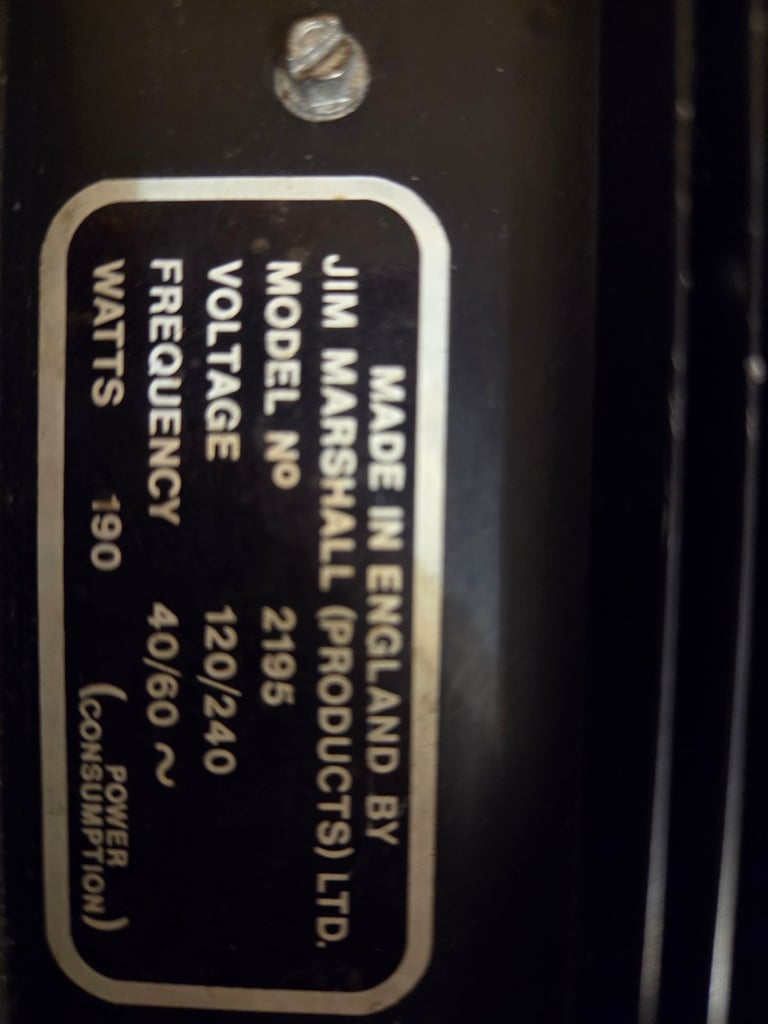 MADE IN ENGLAND BY
JIM MARSHALL (PRODUCTS) LTD.
MODEL Nº 2195
VOLTAGE 120/240
FREQUENCY 40/60 ~
WATTS 190 (POWER
CONSUMPTION)